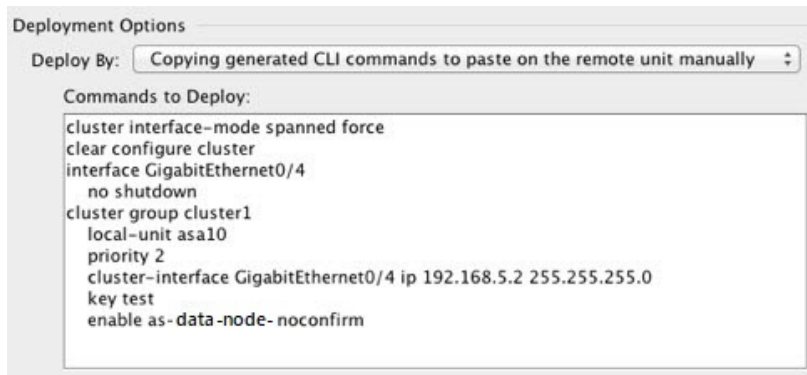 Deployment Options
Deploy By: Copying generated CLI commands to paste on the remote unit manually
Commands to Deploy:
cluster interface-mode spanned force
clear configure cluster
interface GigabitEthernet0/4
no shutdown
cluster group cluster1
local-unit asa10
priority 2
cluster-interface GigabitEthernet0/4 ip 192.168.5.2 255.255.255.0
key test
enable as-data-node-noconfirm